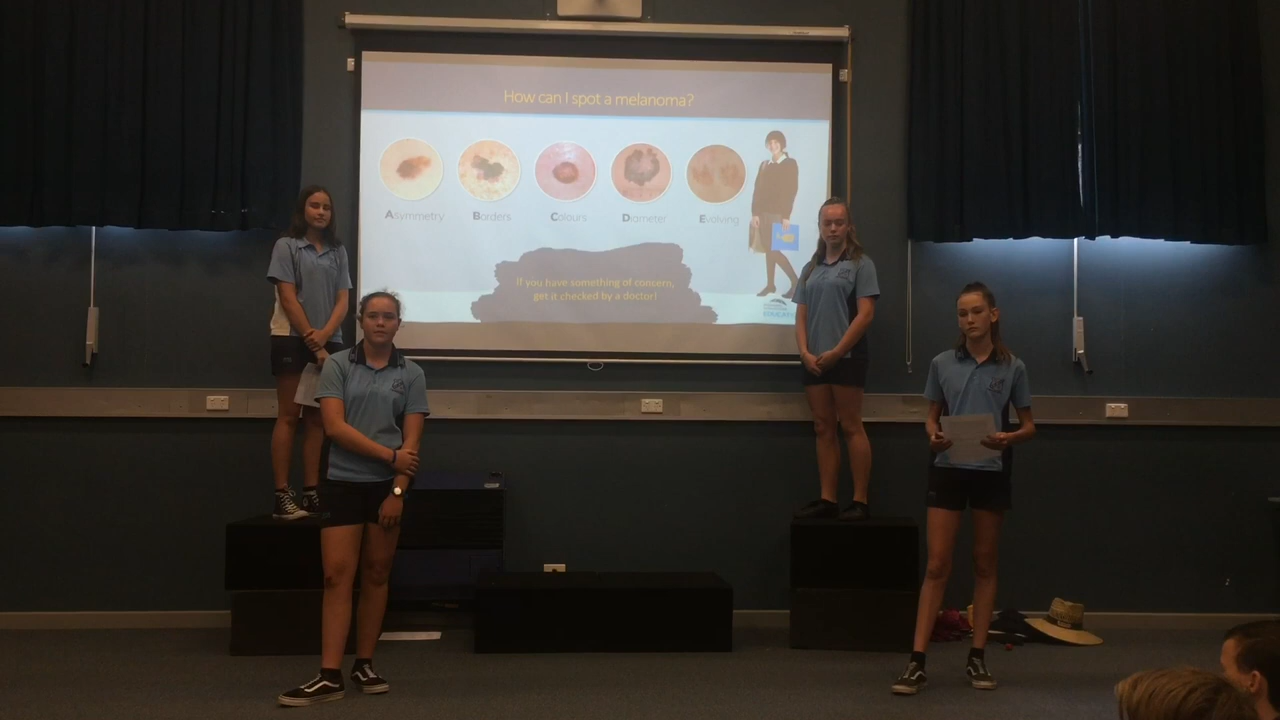 How can I spot a melanoma?
Asymmetry
Borders
Colours
Diameter
Evolving
If you have something of concern,
get it checked by a doctor!